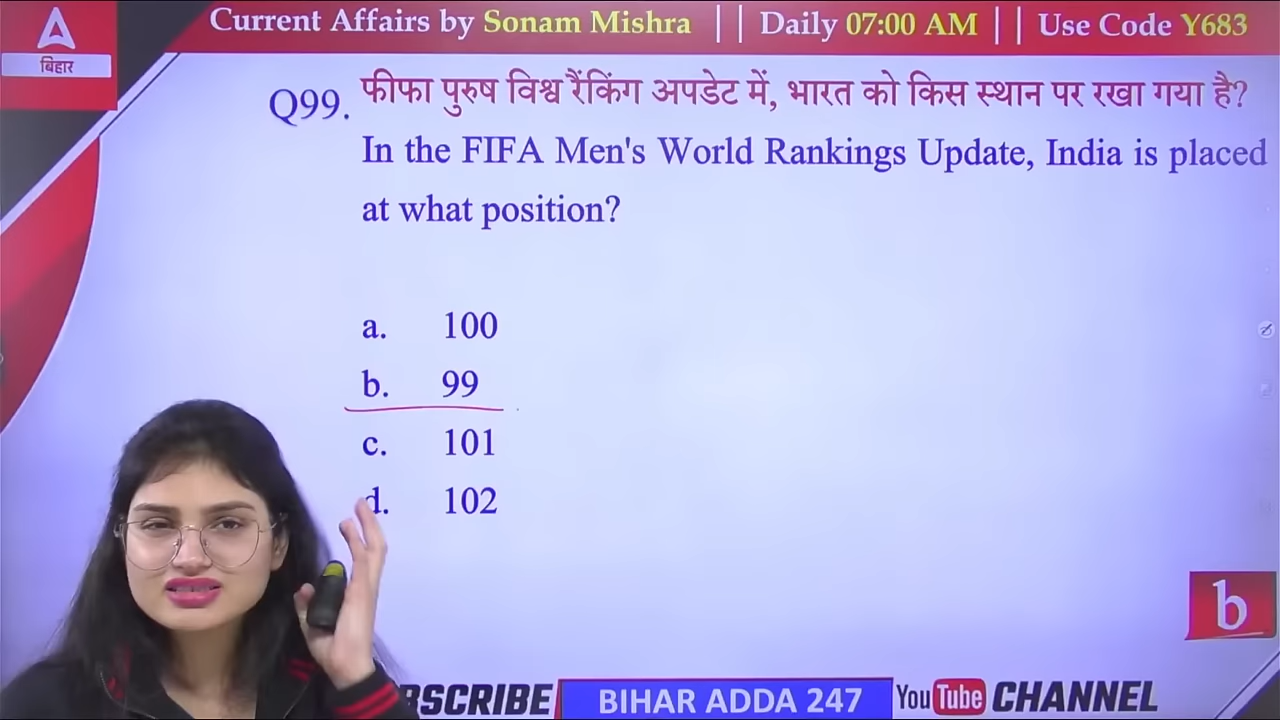 Current Affairs by Sonam Mishra || Daily 07:00 AM || Use Code Y683
बिहार
Q99. फीफा पुरुष विश्व रैंकिंग अपडेट में, भारत को किस स्थान पर रखा गया है?
In the FIFA Men's World Rankings Update, India is placed
at what position?
a. 100
b. 99
c. 101
d. 102
b
BSCRIBE BIHAR ADDA 247 YouTube CHANNEL